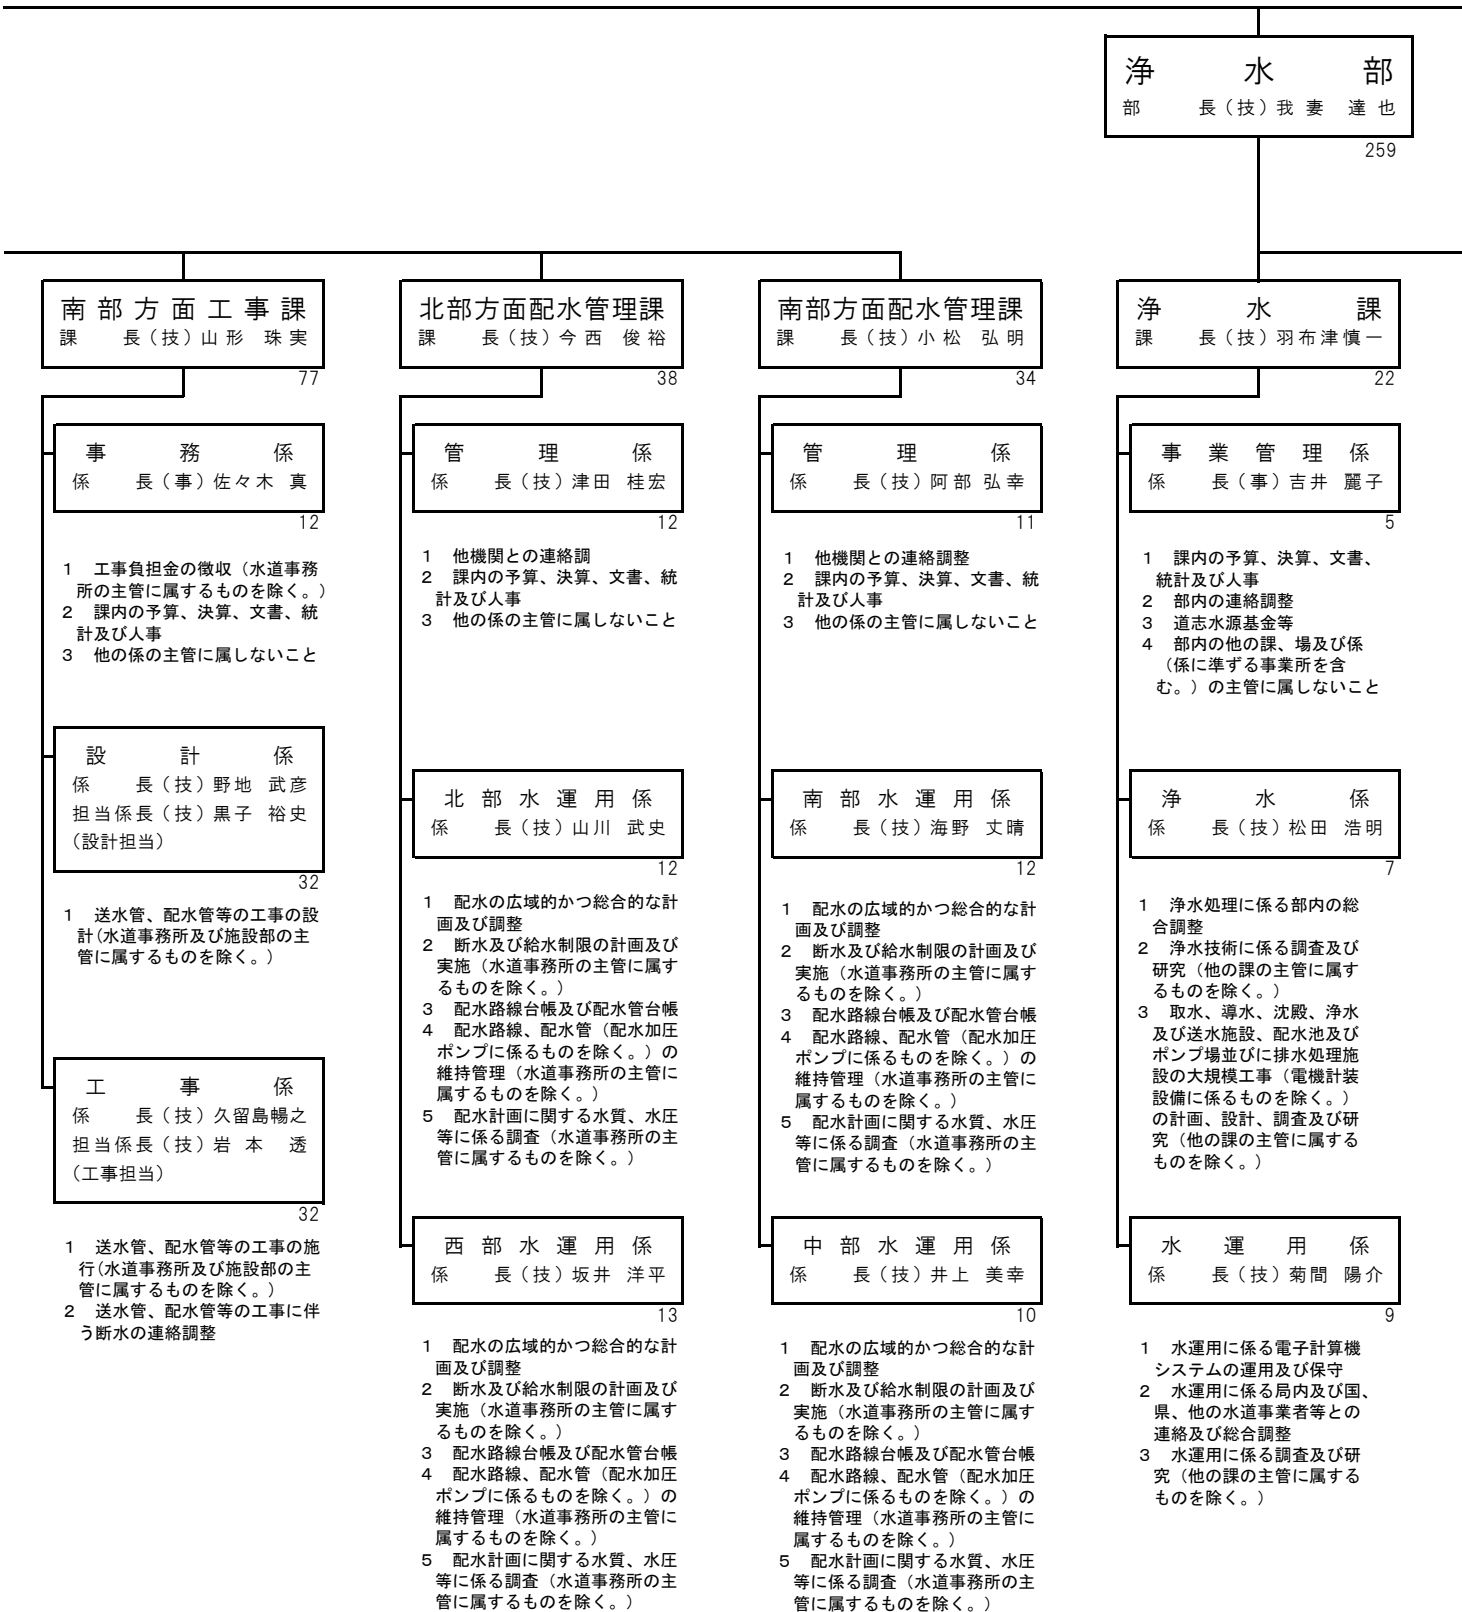 浄水部
部長（技）我妻 達也
259
南部方面工事課
課長（技）山形 珠実
77
事務係
係長（事）佐々木 真
12
1 工事負担金の徴収（水道事務
所の主管に属するものを除く。）
2 課内の予算、決算、文書、統
計及び人事
3 他の係の主管に属しないこと
設計係
係長（技）野地 武彦
担当係長（技）黒子 裕史
（設計担当）
32
1 送水管、配水管等の工事の設
計（水道事務所及び施設部の主
管に属するものを除く。）
工事係
係長（技）久留島暢之
担当係長（技）岩本 透
（工事担当）
32
1 送水管、配水管等の工事の施
行（水道事務所及び施設部の主
管に属するものを除く。）
2 送水管、配水管等の工事に伴
う断水の連絡調整
北部方面配水管理課
課長（技）今西 俊裕
38
管理係
係長（技）津田 桂宏
12
1 他機関との連絡調
2 課内の予算、決算、文書、統
計及び人事
3 他の係の主管に属しないこと
北部水運用係
係長（技）山川 武史
12
1 配水の広域的かつ総合的な計
画及び調整
2 断水及び給水制限の計画及び
実施（水道事務所の主管に属す
るものを除く。）
3 配水路線台帳及び配水管台帳
4 配水路線、配水管（配水加圧
ポンプに係るものを除く。）の
維持管理（水道事務所の主管に
属するものを除く。）
5 配水計画に関する水質、水圧
等に係る調査（水道事務所の主
管に属するものを除く。）
西部水運用係
係長（技）坂井 洋平
13
1 配水の広域的かつ総合的な計
画及び調整
2 断水及び給水制限の計画及び
実施（水道事務所の主管に属す
るものを除く。）
3 配水路線台帳及び配水管台帳
4 配水路線、配水管（配水加圧
ポンプに係るものを除く。）の
維持管理（水道事務所の主管に
属するものを除く。）
5 配水計画に関する水質、水圧
等に係る調査（水道事務所の主
管に属するものを除く。）
南部方面配水管理課
課長（技）小松 弘明
34
管理係
係長（技）阿部 弘幸
11
1 他機関との連絡調整
2 課内の予算、決算、文書、統
計及び人事
3 他の係の主管に属しないこと
南部水運用係
係長（技）海野 丈晴
12
1 配水の広域的かつ総合的な計
画及び調整
2 断水及び給水制限の計画及び
実施（水道事務所の主管に属す
るものを除く。）
3 配水路線台帳及び配水管台帳
4 配水路線、配水管（配水加圧
ポンプに係るものを除く。）の
維持管理（水道事務所の主管に
属するものを除く。）
5 配水計画に関する水質、水圧
等に係る調査（水道事務所の主
管に属するものを除く。）
中部水運用係
係長（技）井上 美幸
10
1 配水の広域的かつ総合的な計
画及び調整
2 断水及び給水制限の計画及び
実施（水道事務所の主管に属す
るものを除く。）
3 配水路線台帳及び配水管台帳
4 配水路線、配水管（配水加圧
ポンプに係るものを除く。）の
維持管理（水道事務所の主管に
属するものを除く。）
5 配水計画に関する水質、水圧
等に係る調査（水道事務所の主
管に属するものを除く。）
浄水課
課長（技）羽布津慎一
22
事業管理係
係長（事）吉井 麗子
5
1 課内の予算、決算、文書、
統計及び人事
2 部内の連絡調整
3 道志水源基金等
4 部内の他の課、場及び係
（係に準ずる事業所を含
む。）の主管に属しないこと
浄水係
係長（技）松田 浩明
7
1 浄水処理に係る部内の総
合調整
2 浄水技術に係る調査及び
研究（他の課の主管に属す
るものを除く。）
3 取水、導水、沈殿、浄水
及び送水施設、配水池及び
ポンプ場並びに排水処理施
設の大規模工事（電機計装
設備に係るものを除く。）
の計画、設計、調査及び研
究（他の課の主管に属する
ものを除く。）
水運用係
係長（技）菊間 陽介
9
1 水運用に係る電子計算機
システムの運用及び保守
2 水運用に係る局内及び国、
県、他の水道事業者等との
連絡及び総合調整
3 水運用に係る調査及び研
究（他の課の主管に属する
ものを除く。）